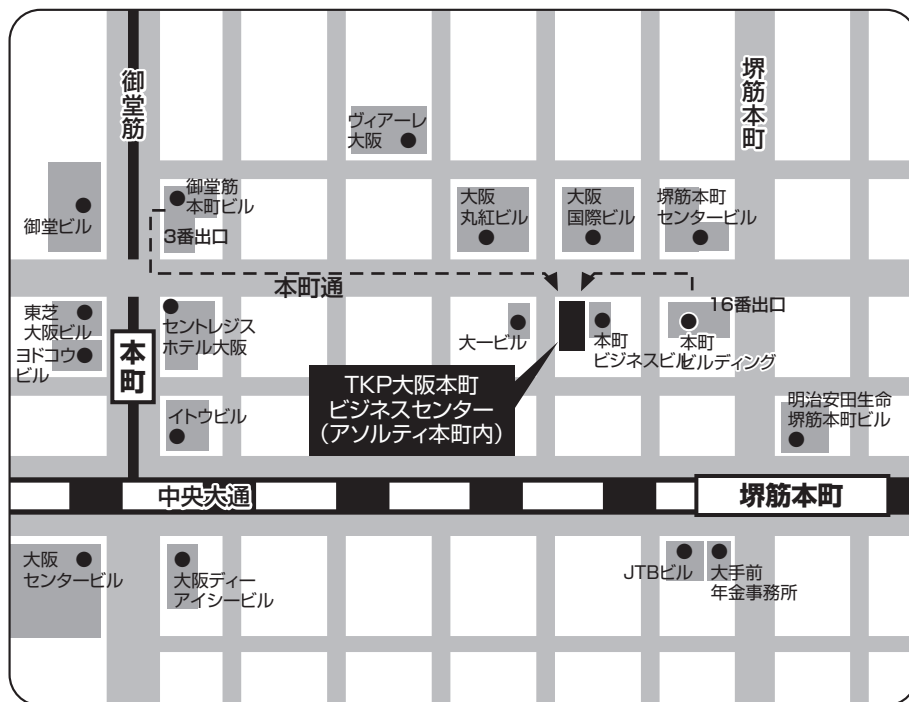 御堂筋
堺筋本町
ヴィアーレ
大阪
御堂ビル
御堂筋
本町ビル
3番出口
大阪
丸紅ビル
大阪
国際ビル
堺筋本町
センタービル
本町通
16番出口
東芝
大阪ビル
ヨドコウ
ビル
本町
セントレジス
ホテル大阪
大一ビル
本町
ビジネスビル
本町
ビルディング
TKP大阪本町
ビジネスセンター
(アソルティ本町内)
イトウビル
明治安田生命
堺筋本町ビル
中央大通
堺筋本町
大阪
センタービル
大阪ディー
アイシービル
JTBビル
大手前
年金事務所